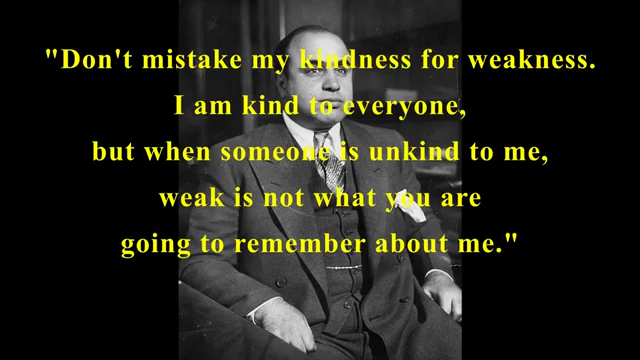 "Don't mistake my kindness for weakness.
I am kind to everyone,
but when someone is unkind to me,
weak is not what you are
going to remember about me."